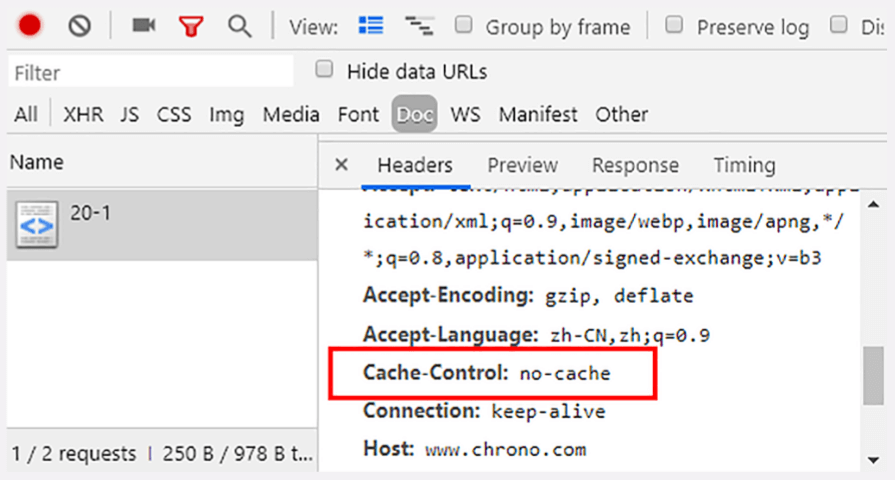 View: Group by frame Preserve log Dis
Filter Hide data URLs
All XHR JS CSS Img Media Font Doc WS Manifest Other
Name
× Headers Preview Response Timing
20-1
ication/xml;q=0.9,image/webp,image/apng,*/
*;q=0.8,application/signed-exchange;v=b3
Accept-Encoding: gzip, deflate
Accept-Language: zh-CN,zh;q=0.9
Cache-Control: no-cache
Connection: keep-alive
Host: www.chrono.com
1 / 2 requests | 250 B / 978 B t...